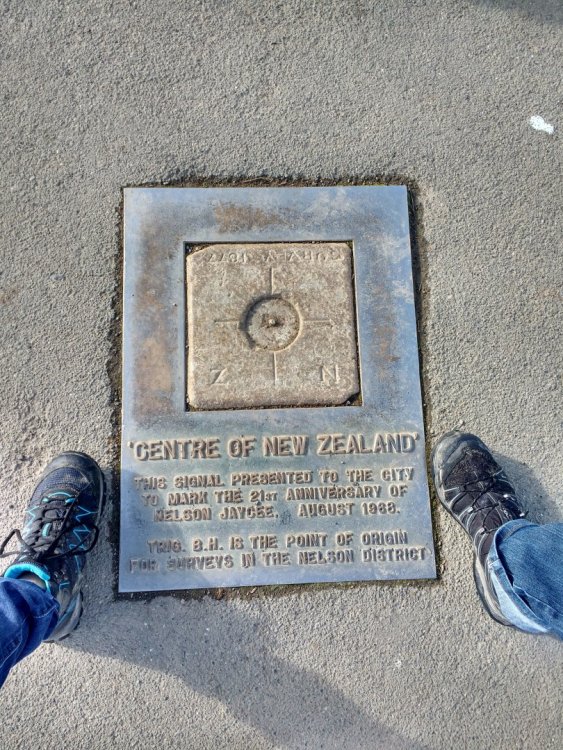 Z N
'CENTRE OF NEW ZEALAND'
THIS SIGNAL PRESENTED TO THE CITY
TO MARK THE 21ST ANNIVERSARY OF
NELSON JAYCEE. AUGUST 1968.
TRIG. B.H. IS THE POINT OF ORIGIN
FOR SURVEYS IN THE NELSON DISTRICT